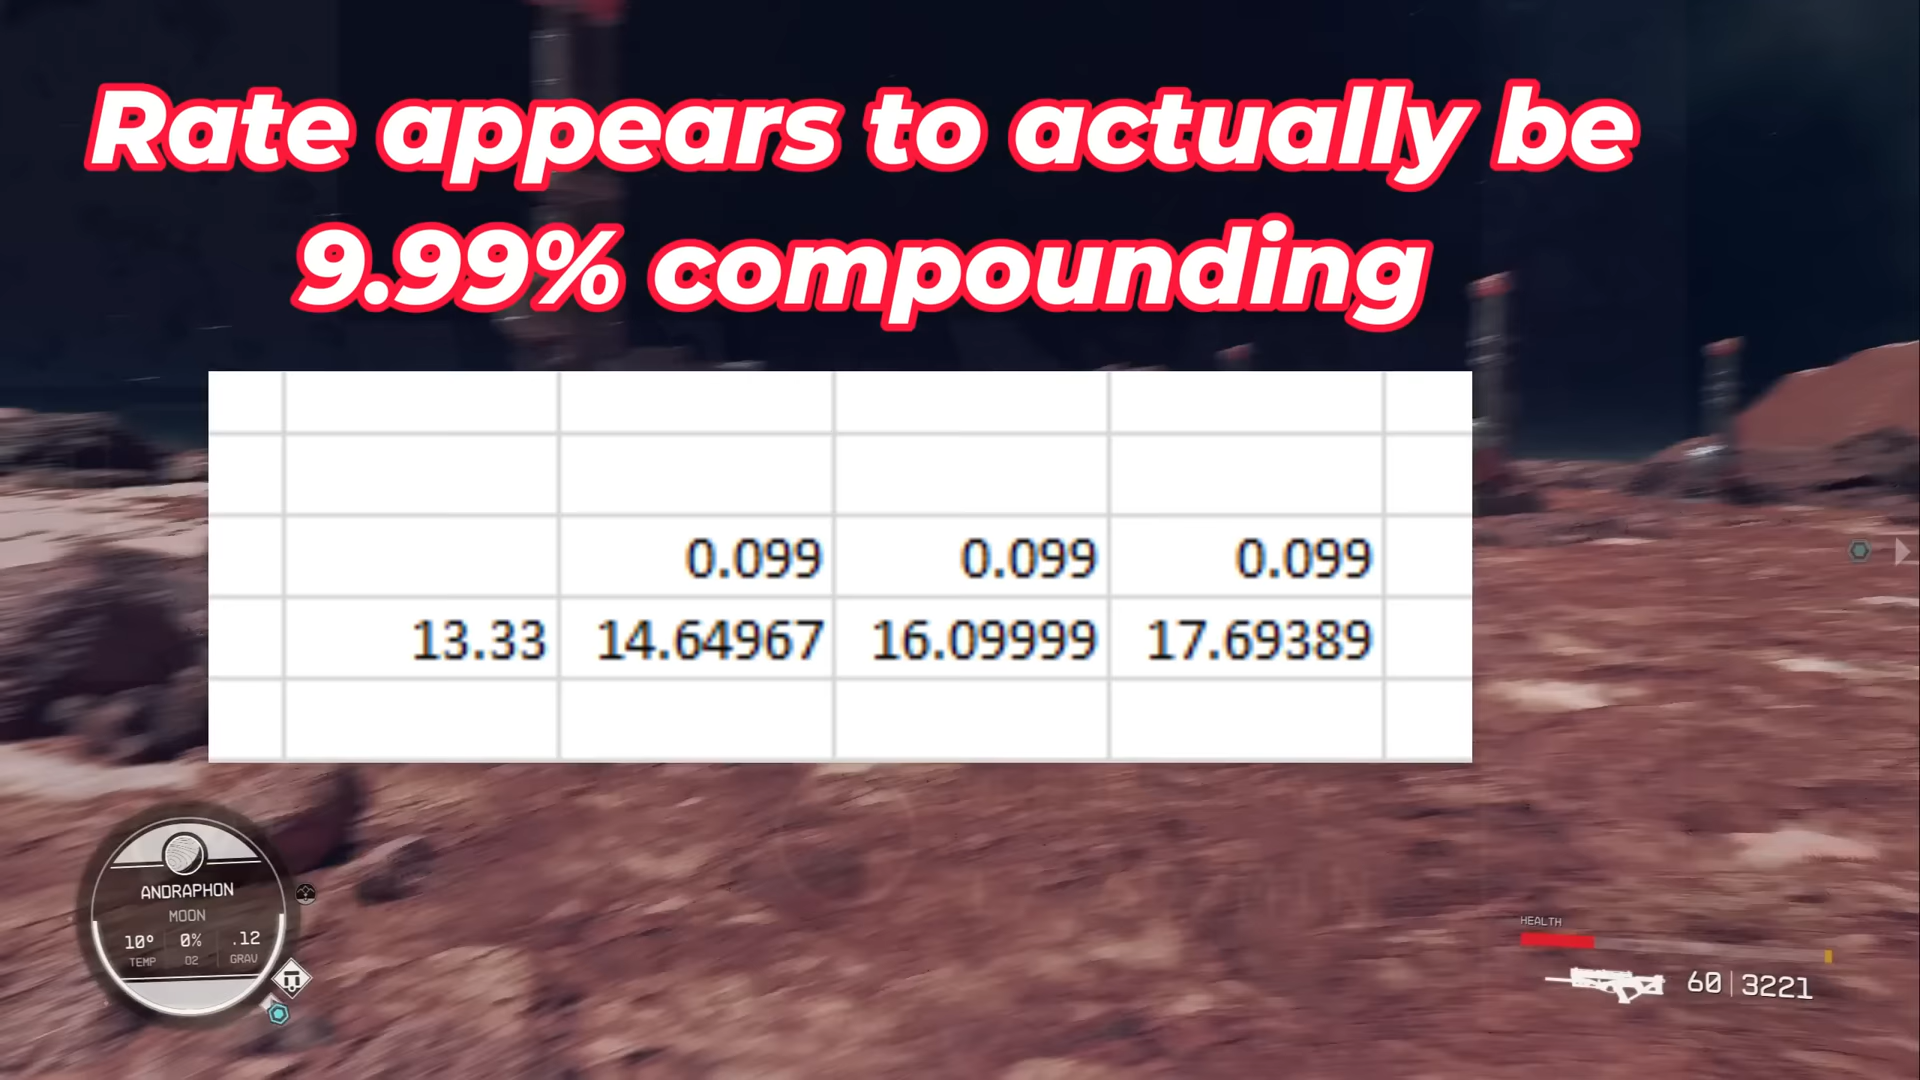 Rate appears to actually be
9.99% compounding
0.099 0.099 0.099
13.33 14.64967 16.09999 17.69389
ANDRAPHON
MOON
10° 0% .12
TEMP O2 GRAV
HEALTH
60 | 3221